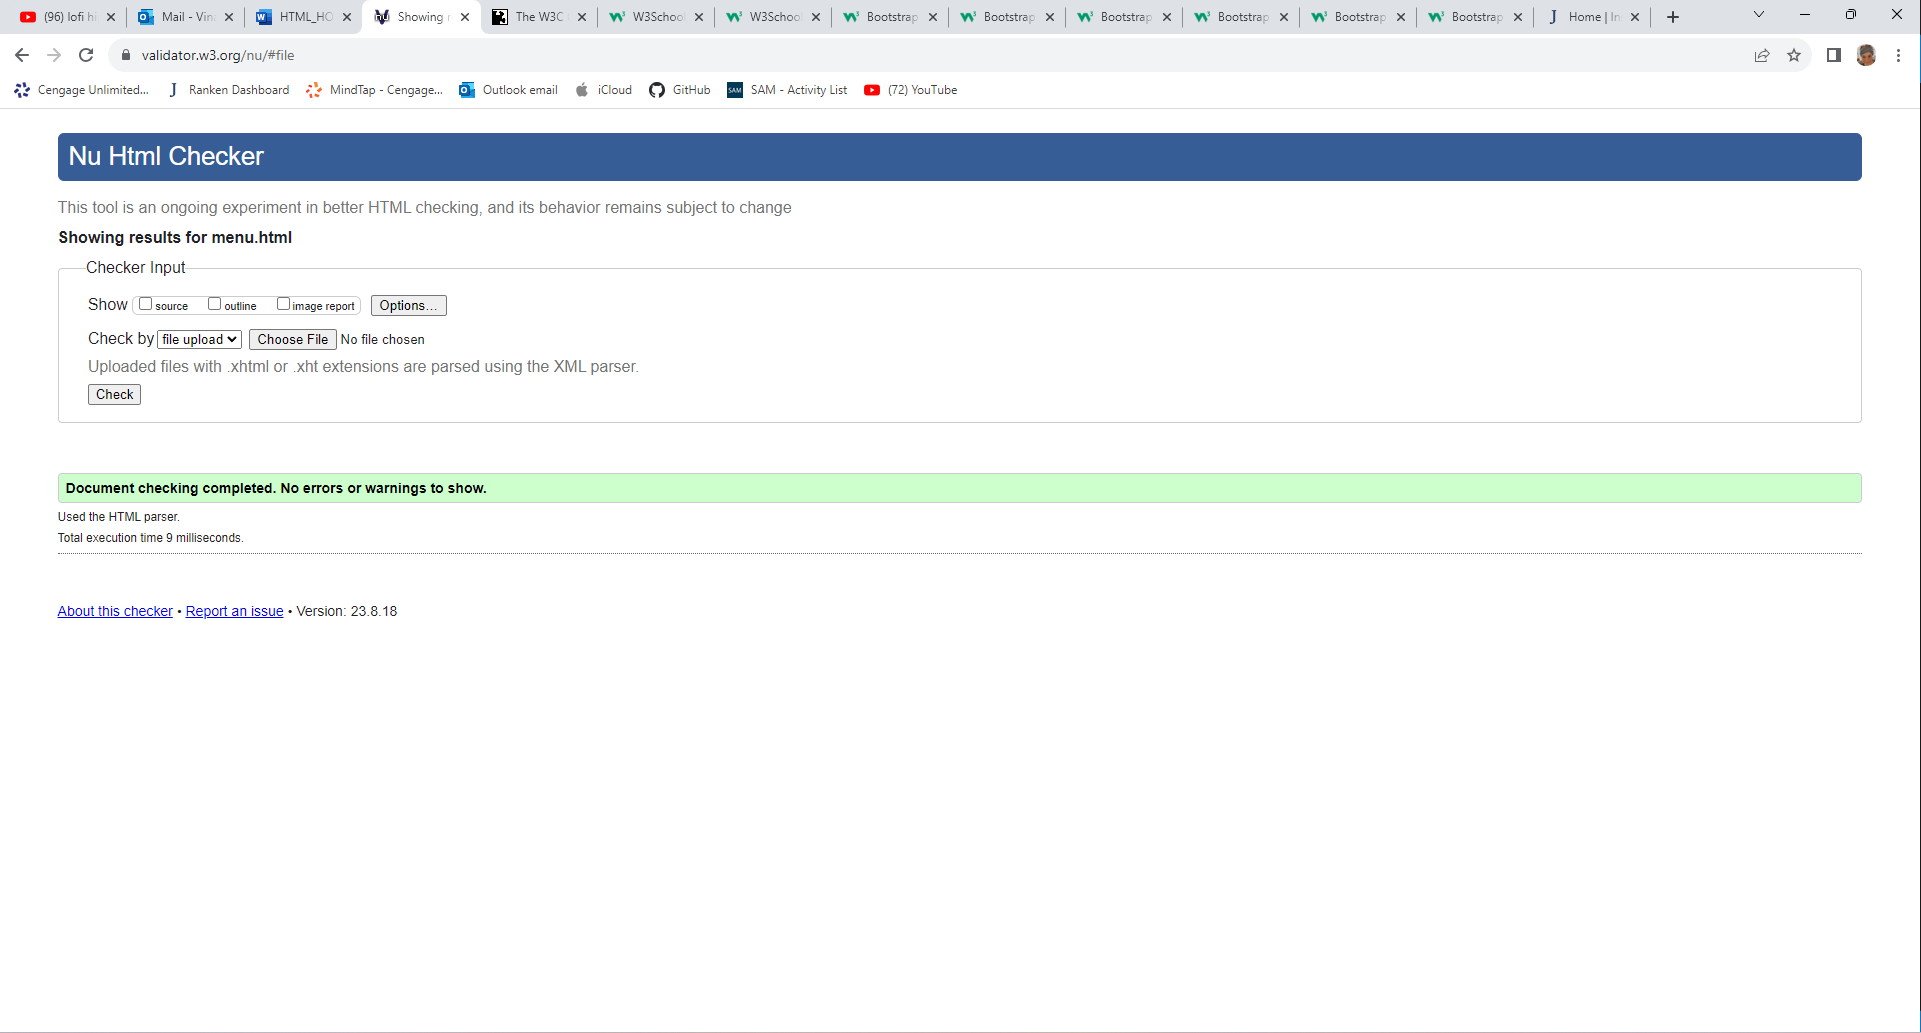 (96) lofi hi
Mail - Vin
HTML_HO
Showing r
The W3C
W3School
W3School
Bootstrap
Bootstrap
Bootstrap
Bootstrap
Bootstrap
Bootstrap
Home | In
validator.w3.org/nu/#file
Cengage Unlimited...
Ranken Dashboard
MindTap - Cengage...
Outlook email
iCloud
GitHub
SAM
SAM - Activity List
(72) YouTube
Nu Html Checker
This tool is an ongoing experiment in better HTML checking, and its behavior remains subject to change
Showing results for menu.html
Checker Input
Show source outline image report Options...
Check by file upload Choose File No file chosen
Uploaded files with .xhtml or .xht extensions are parsed using the XML parser.
Check
Document checking completed. No errors or warnings to show.
Used the HTML parser.
Total execution time 9 milliseconds.
About this checker • Report an issue • Version: 23.8.18